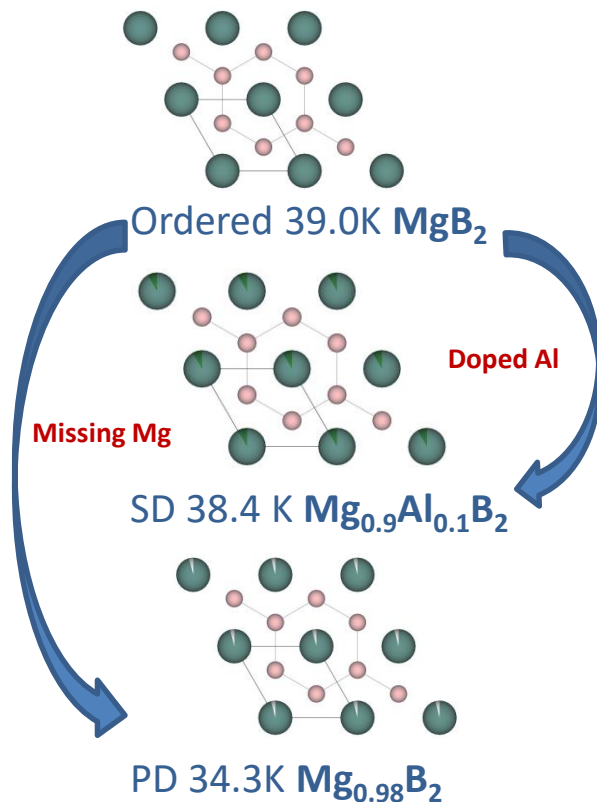 Ordered 39.0K MgB₂
Doped Al
Missing Mg
SD 38.4 K Mg₀.₉Al₀.₁B₂
PD 34.3K Mg₀.₉₈B₂